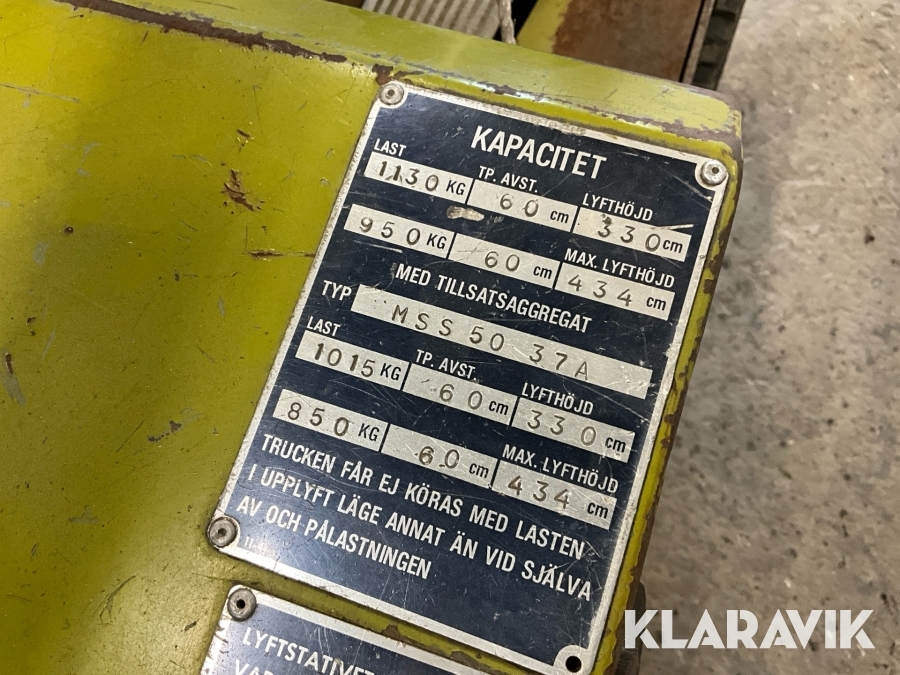 KAPACITET
LAST TP. AVST. LYFTHÖJD
1130 KG 60 cm 330 cm
MAX. LYFTHÖJD
950 KG 60 cm 434 cm
MED TILLSATSAGGREGAT
TYP MSS 50 37A
LAST TP. AVST. LYFTHÖJD
1015 KG 60 cm 330 cm
MAX. LYFTHÖJD
850 KG 60 cm 434 cm
TRUCKEN FÅR EJ KÖRAS MED LASTEN
I UPPLYFT LÄGE ANNAT ÄN VID SJÄLVA
AV OCH PÅLASTNINGEN
LYFTSTATIVET
KLARAVIK